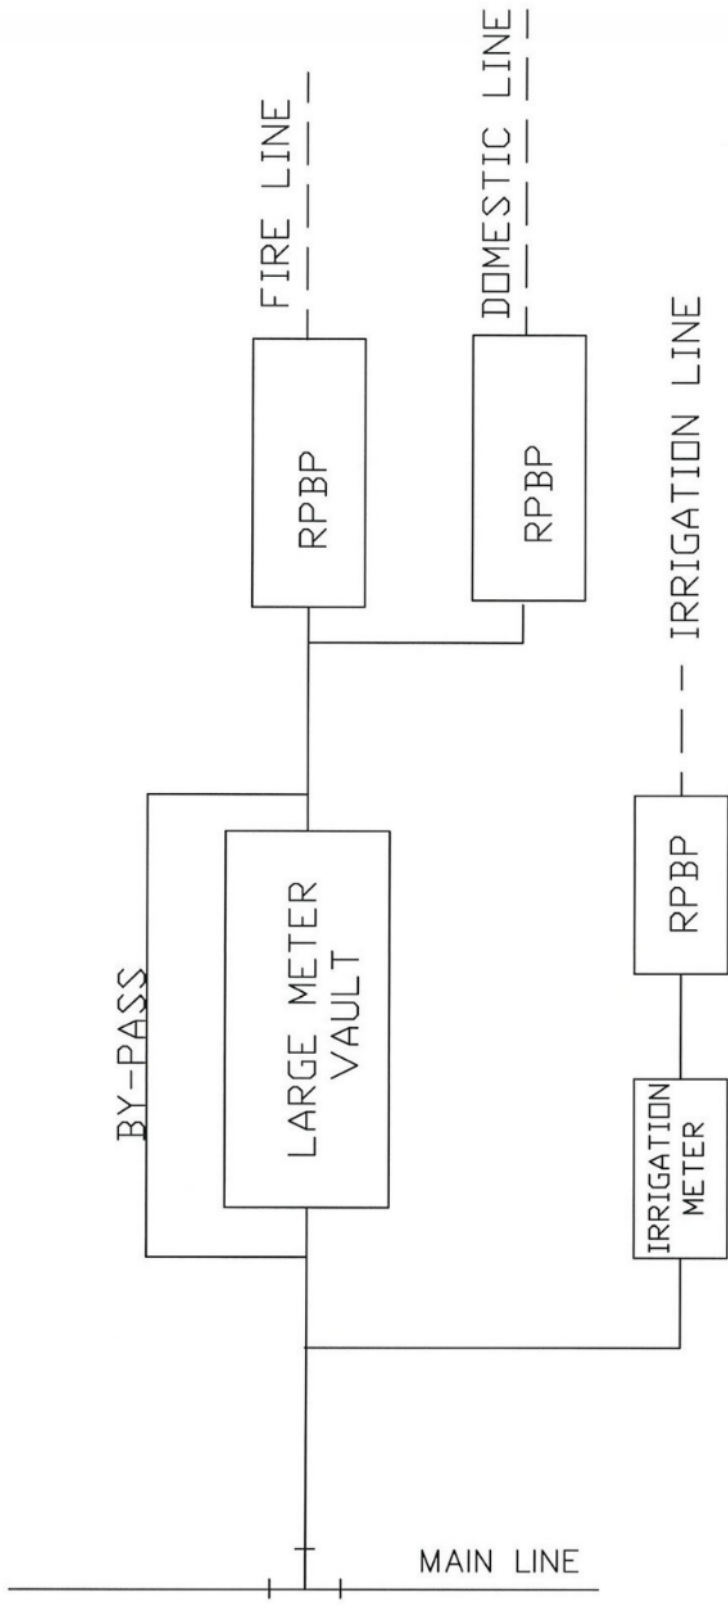 FIRE LINE
DOMESTIC LINE
RPBP
RPBP
IRRIGATION LINE
BY-PASS
LARGE METER
VAULT
RPBP
IRRIGATION
METER
MAIN LINE